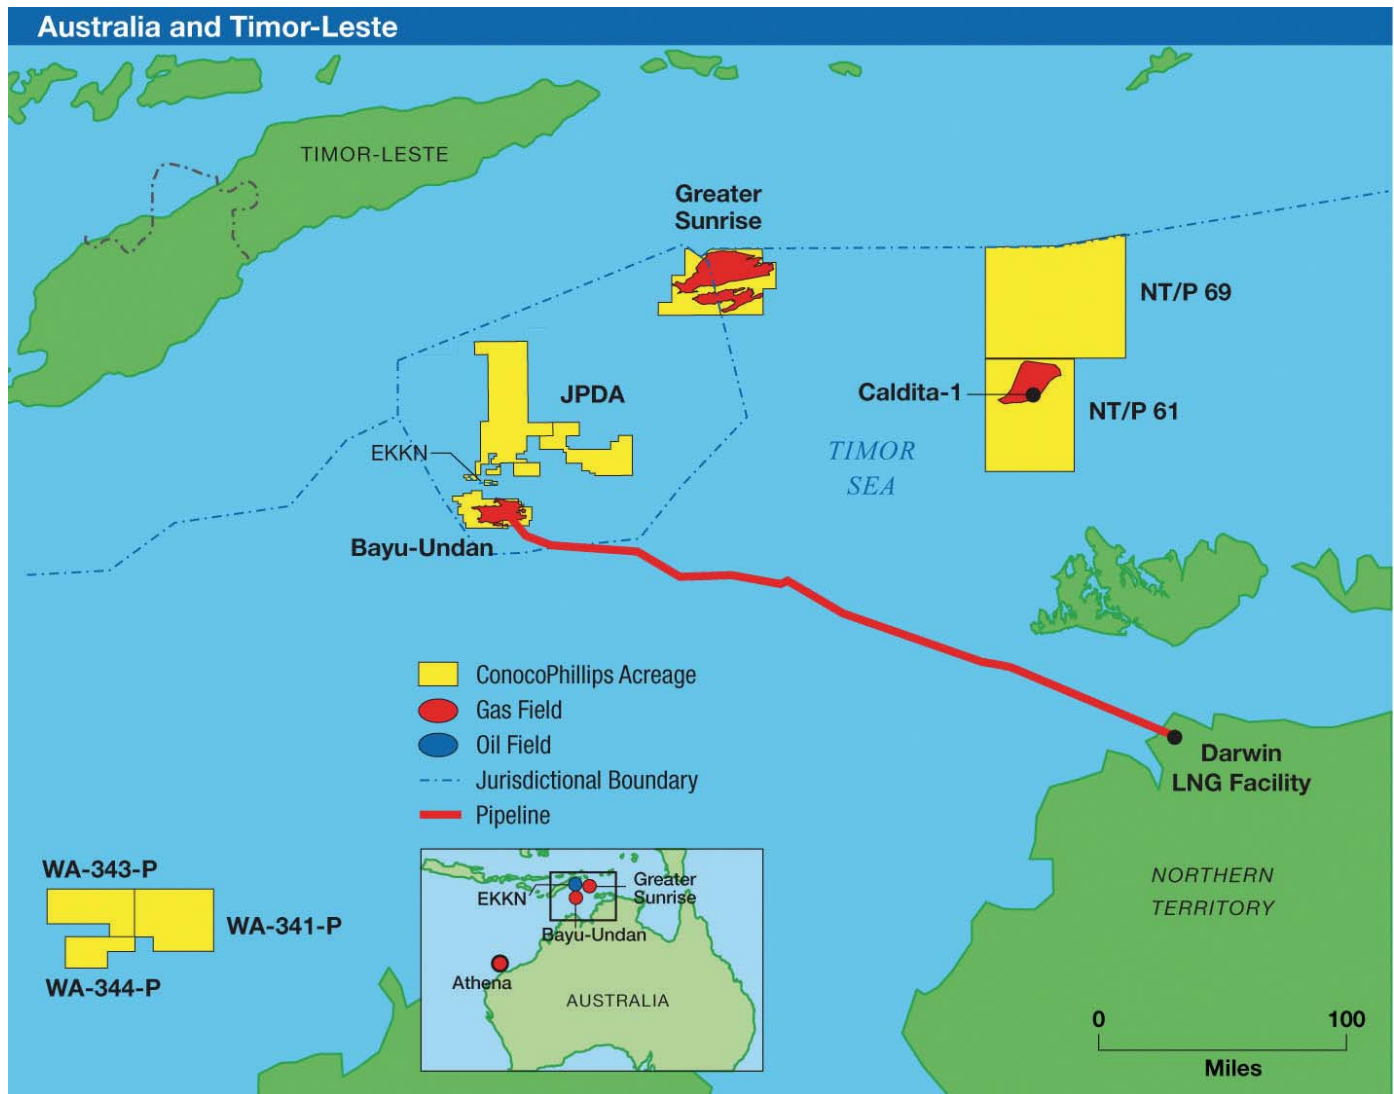 Australia and Timor-Leste
TIMOR-LESTE
Greater
Sunrise
NT/P 69
JPDA
Caldita-1
NT/P 61
EKKN
TIMOR
SEA
Bayu-Undan
ConocoPhillips Acreage
Gas Field
Oil Field
Jurisdictional Boundary
Pipeline
Darwin
LNG Facility
WA-343-P
WA-341-P
WA-344-P
EKKN
Greater
Sunrise
Bayu-Undan
Athena
AUSTRALIA
NORTHERN
TERRITORY
0 100
Miles